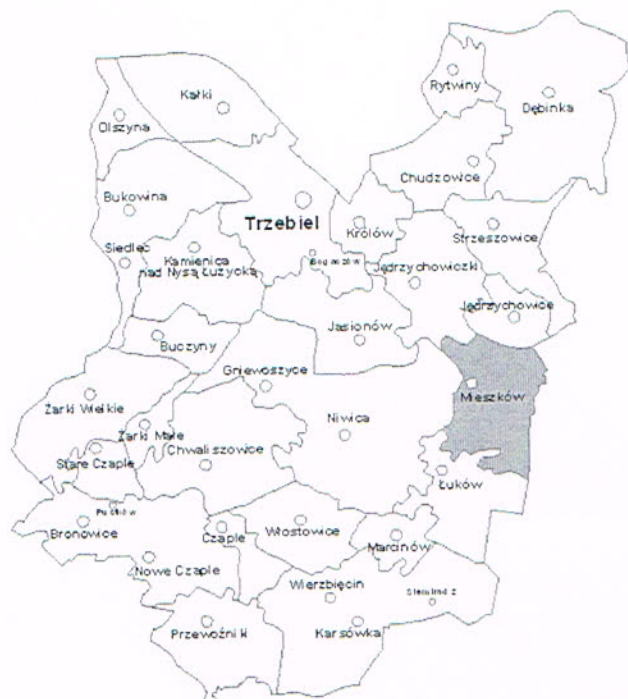 Rytwiny
Kałki
Dębinka
Olszyna
Chudzowice
Bukowina
Trzebiel
Królów
Strzeszowice
Siedlec
Kamienica
nad Nysą Łużycką
Jędrzychowiczki
Jędrzychowice
Jasionów
Buczyny
Gniewoszyce
Mieszków
Żarki Wielkie
Niwica
Żarki Małe
Chwaliszowice
Stare Czaple
Łuków
Bronowice
Czaple
Włostowice
Marcinów
Nowe Czaple
Wierzbięcin
Przewoźnik
Karsówka